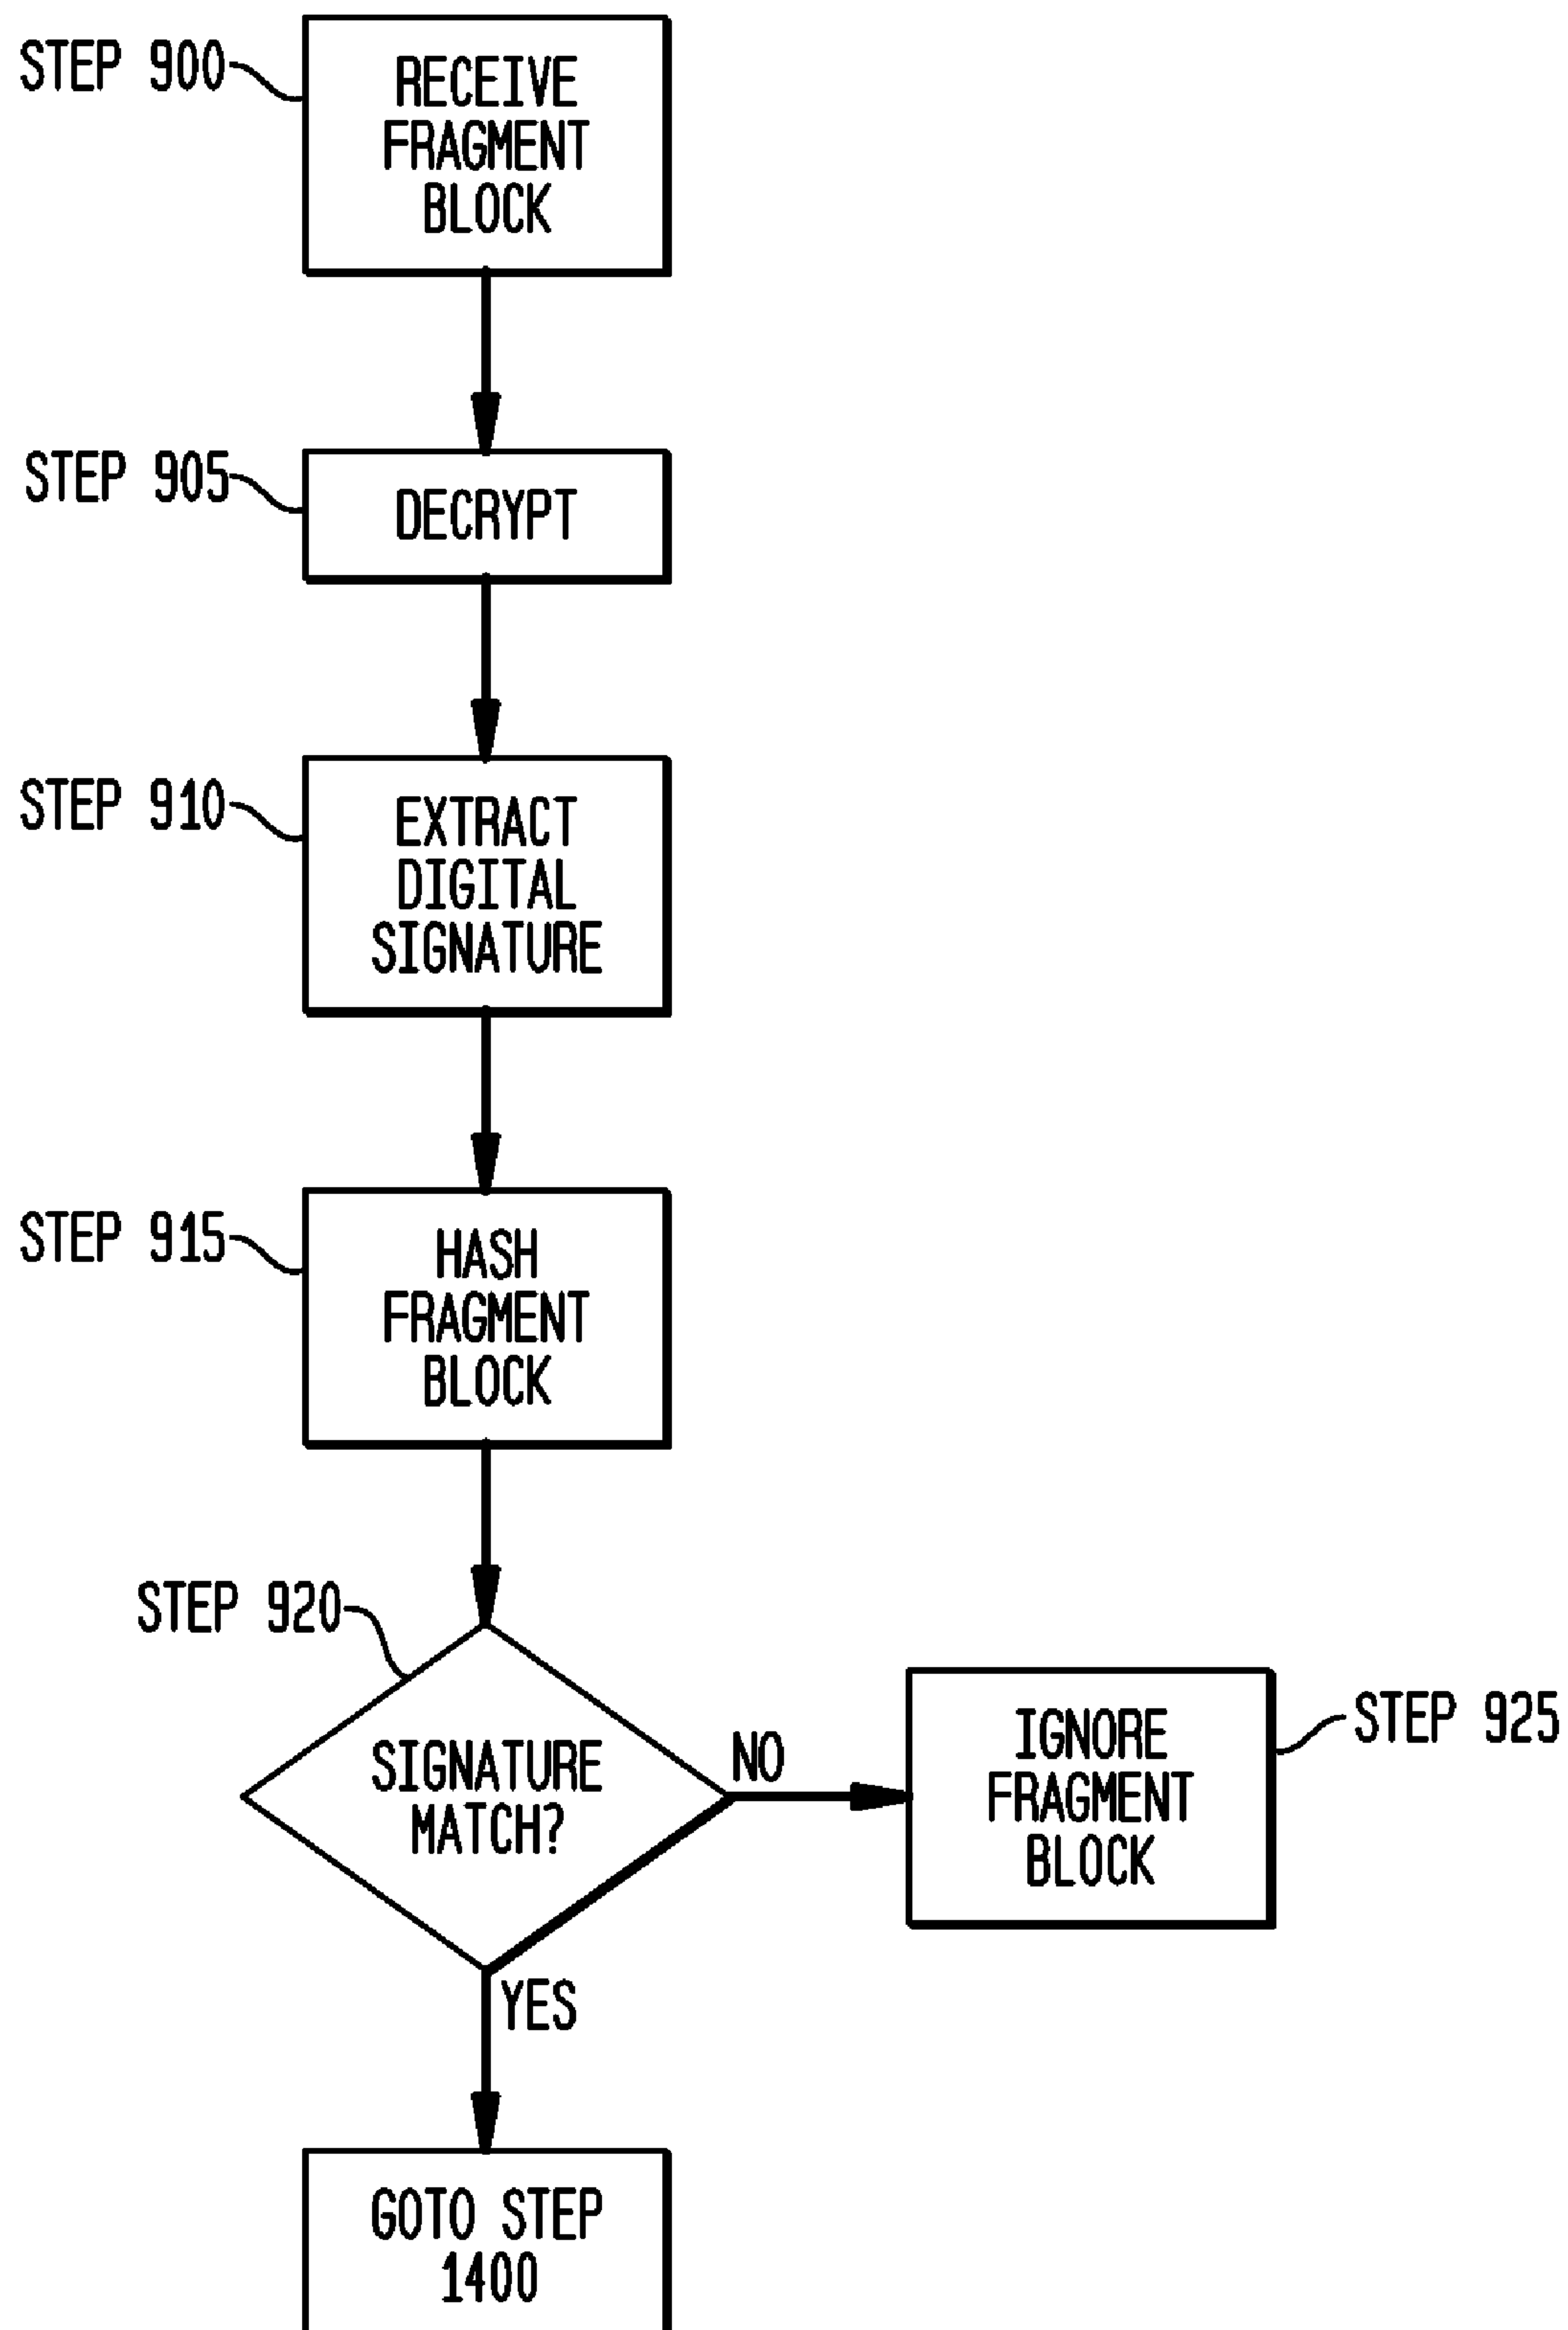 STEP 900
RECEIVE
FRAGMENT
BLOCK
STEP 905
DECRYPT
STEP 910
EXTRACT
DIGITAL
SIGNATURE
STEP 915
HASH
FRAGMENT
BLOCK
STEP 920
SIGNATURE
MATCH?
NO
IGNORE
FRAGMENT
BLOCK
STEP 925
YES
GOTO STEP
1400